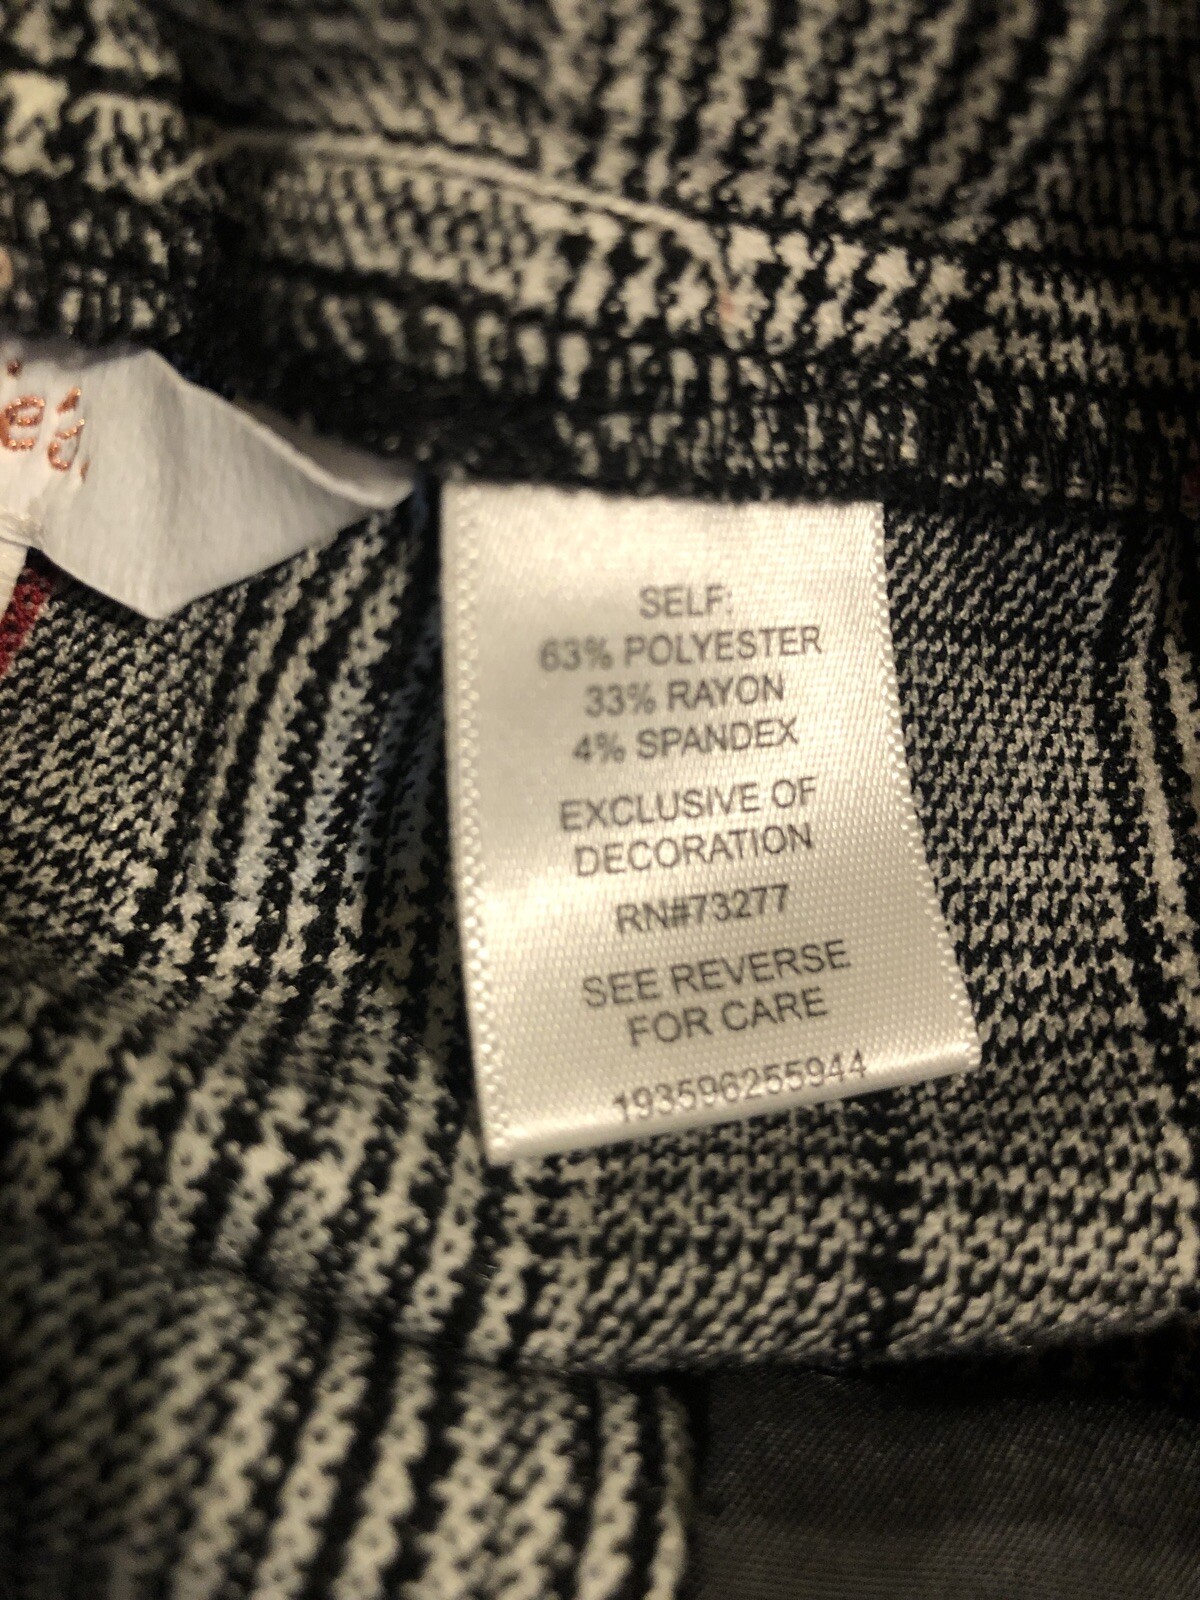 SELF:
63% POLYESTER
33% RAYON
4% SPANDEX
EXCLUSIVE OF
DECORATION
RN#73277
SEE REVERSE
FOR CARE
193596255944